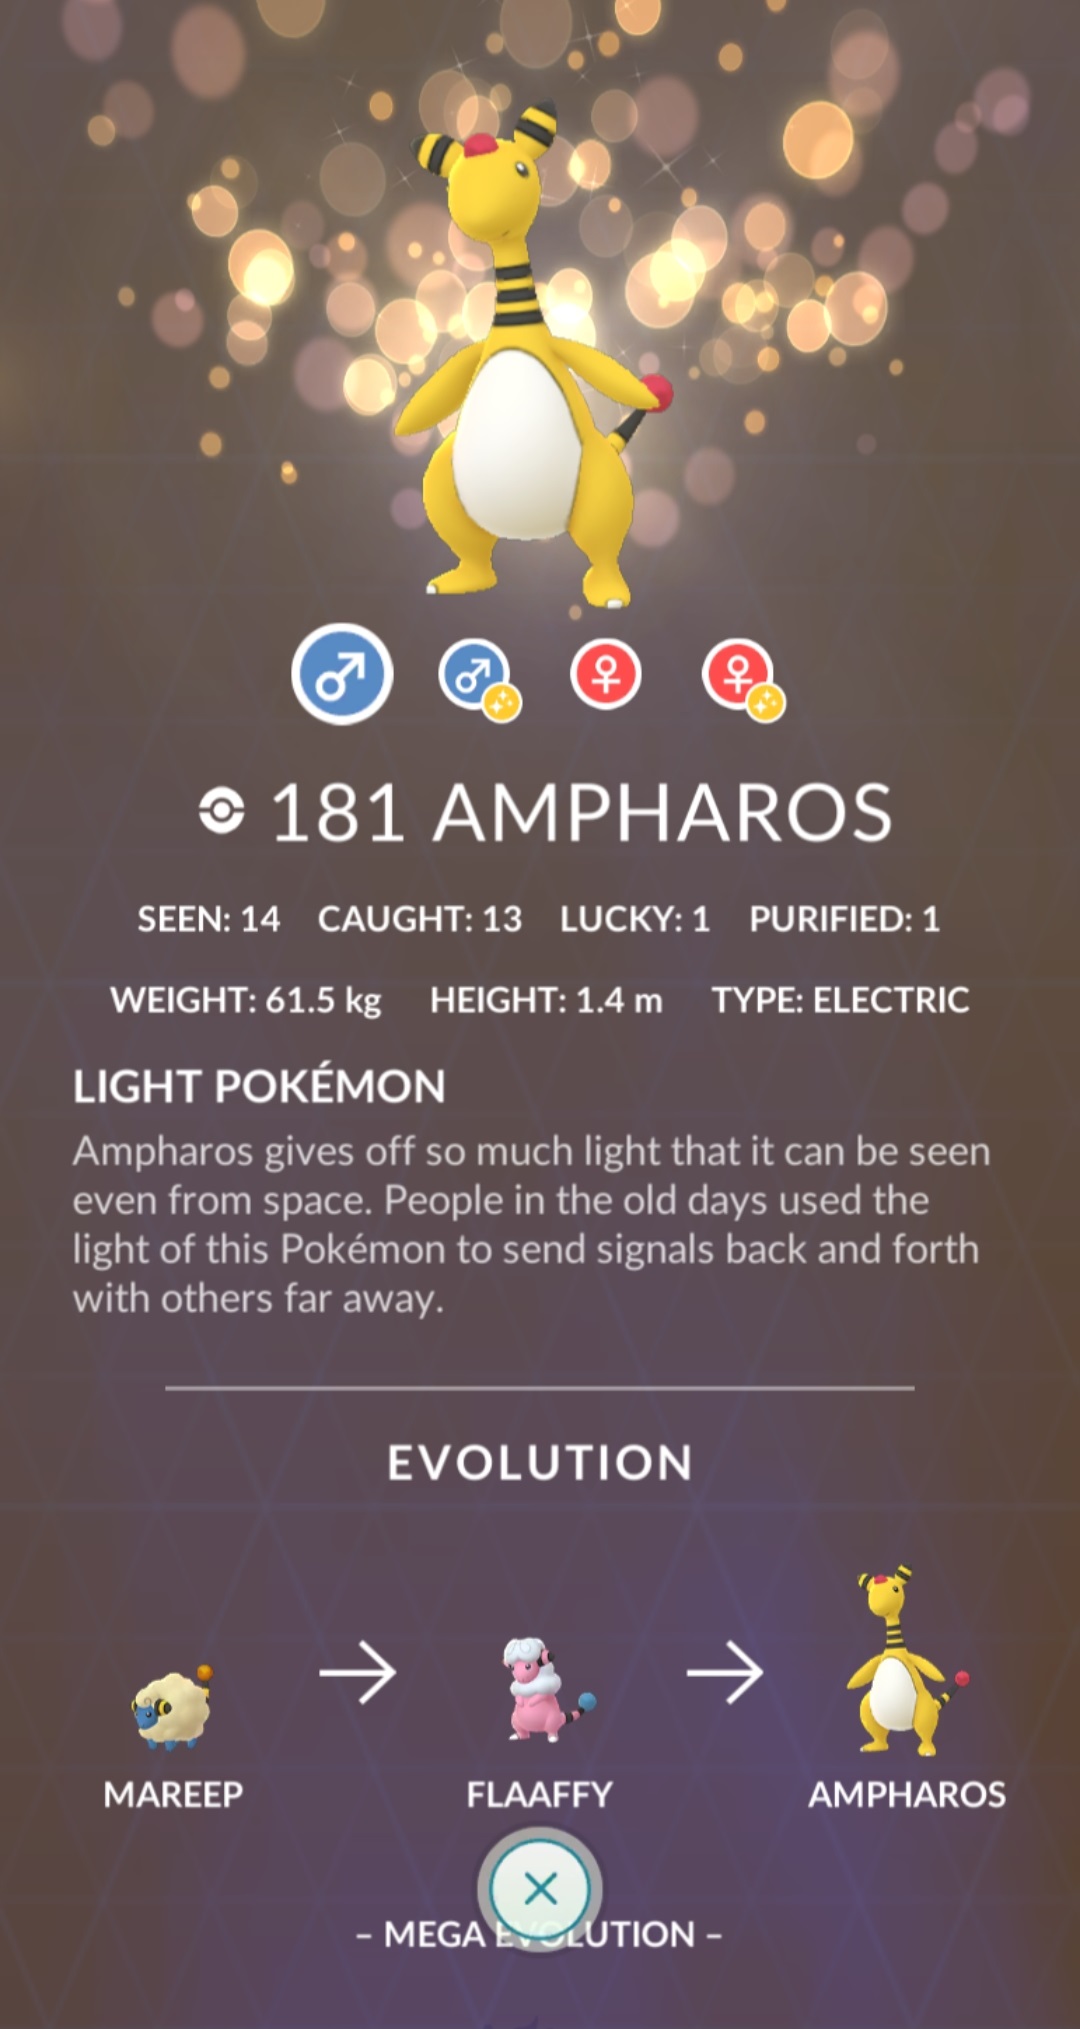 181 AMPHAROS
SEEN: 14 CAUGHT: 13 LUCKY: 1 PURIFIED: 1
WEIGHT: 61.5 kg HEIGHT: 1.4 m TYPE: ELECTRIC
LIGHT POKÉMON
Ampharos gives off so much light that it can be seen
even from space. People in the old days used the
light of this Pokémon to send signals back and forth
with others far away.
EVOLUTION
MAREEP FLAAFFY AMPHAROS
– MEGA EVOLUTION –